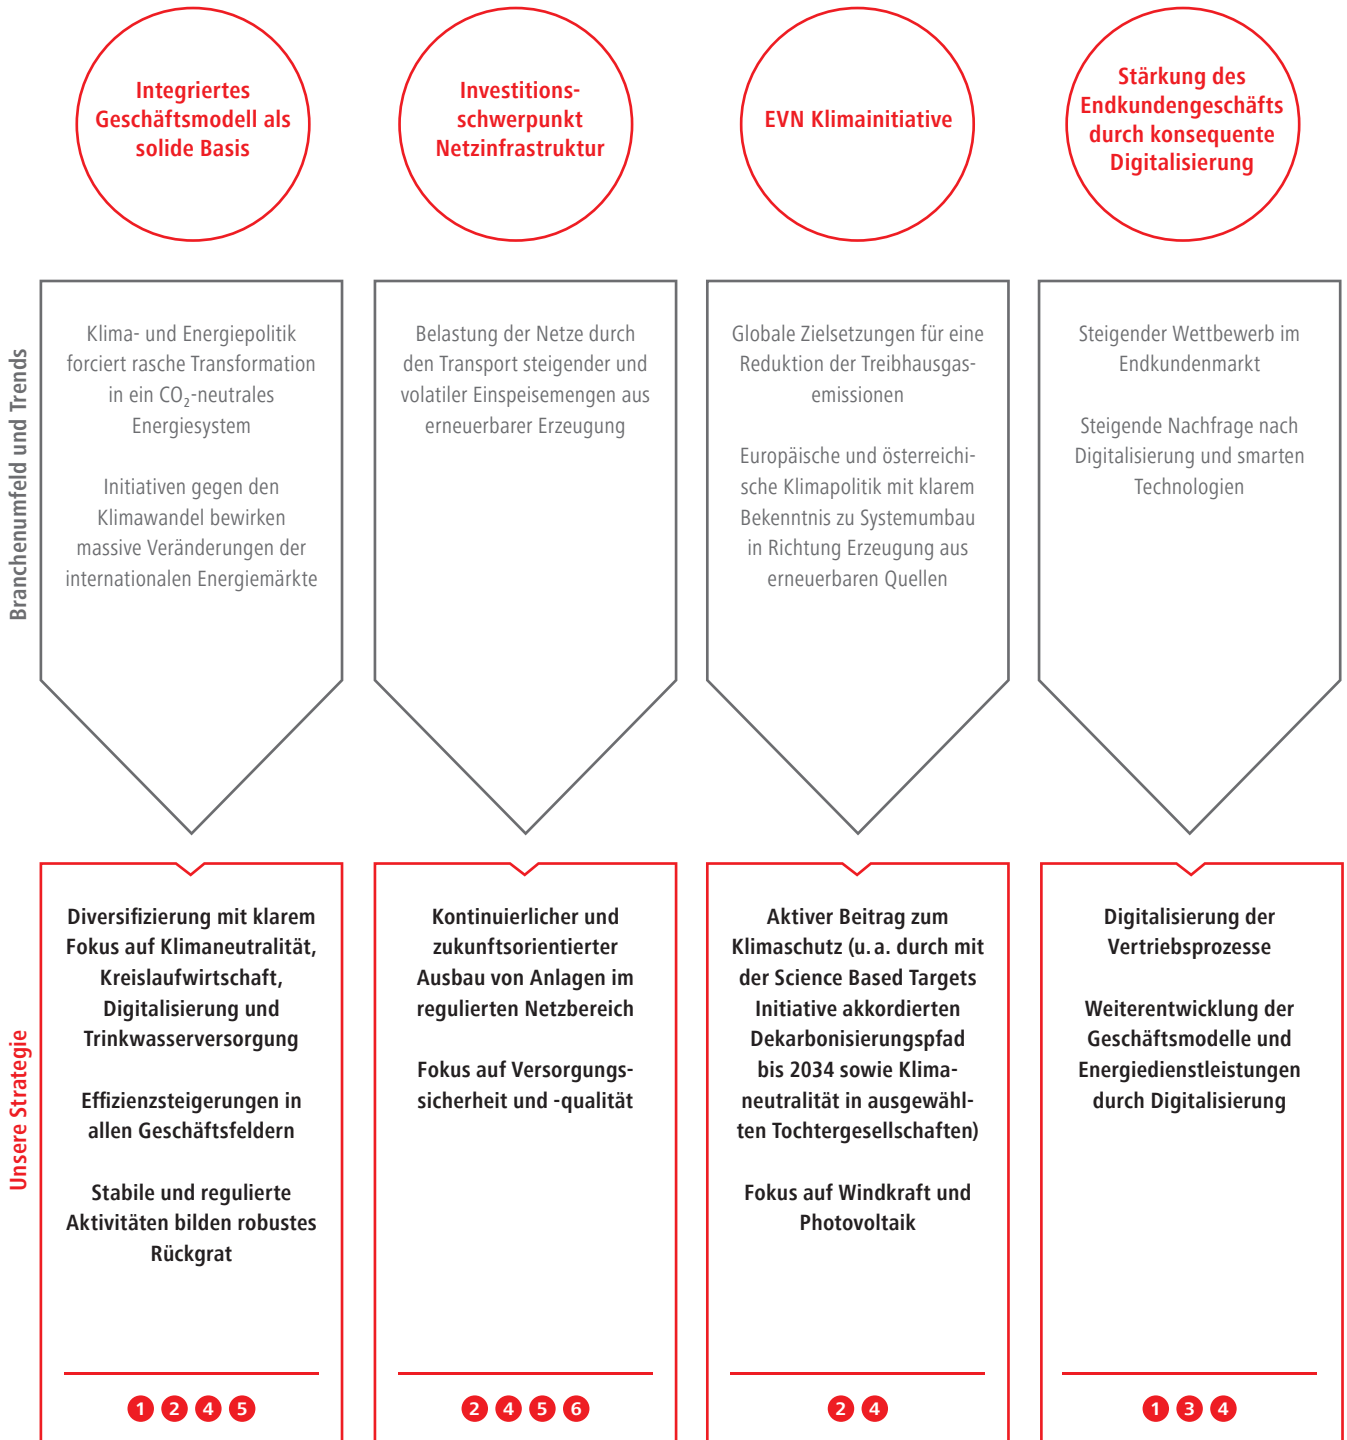 Integriertes
Geschäftsmodell als
solide Basis
Investitions-
schwerpunkt
Netzinfrastruktur
EVN Klimainitiative
Stärkung des
Endkundengeschäfts
durch konsequente
Digitalisierung
Branchenumfeld und Trends
Klima- und Energiepolitik
forciert rasche Transformation
in ein CO₂-neutrales
Energiesystem
Initiativen gegen den
Klimawandel bewirken
massive Veränderungen der
internationalen Energiemärkte
Belastung der Netze durch
den Transport steigender und
volatiler Einspeisemengen aus
erneuerbarer Erzeugung
Globale Zielsetzungen für eine
Reduktion der Treibhausgas-
emissionen
Europäische und österreichi-
sche Klimapolitik mit klarem
Bekenntnis zu Systemumbau
in Richtung Erzeugung aus
erneuerbaren Quellen
Steigender Wettbewerb im
Endkundenmarkt
Steigende Nachfrage nach
Digitalisierung und smarten
Technologien
Unsere Strategie
Diversifizierung mit klarem
Fokus auf Klimaneutralität,
Kreislaufwirtschaft,
Digitalisierung und
Trinkwasserversorgung
Effizienzsteigerungen in
allen Geschäftsfeldern
Stabile und regulierte
Aktivitäten bilden robustes
Rückgrat
1 2 4 5
Kontinuierlicher und
zukunftsorientierter
Ausbau von Anlagen im
regulierten Netzbereich
Fokus auf Versorgungs-
sicherheit und -qualität
2 4 5 6
Aktiver Beitrag zum
Klimaschutz (u. a. durch mit
der Science Based Targets
Initiative akkordierten
Dekarbonisierungspfad
bis 2034 sowie Klima-
neutralität in ausgewähl-
ten Tochtergesellschaften)
Fokus auf Windkraft und
Photovoltaik
2 4
Digitalisierung der
Vertriebsprozesse
Weiterentwicklung der
Geschäftsmodelle und
Energiedienstleistungen
durch Digitalisierung
1 3 4